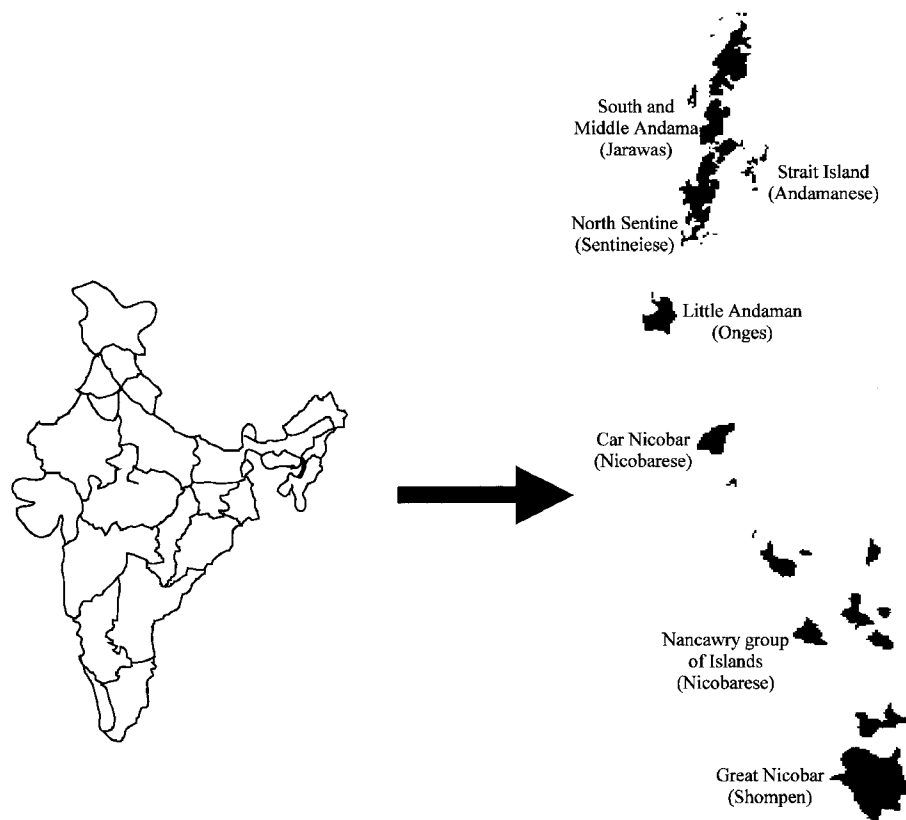 South and
Middle Andama
(Jarawas)
Strait Island
(Andamanese)
North Sentine
(Sentineiese)
Little Andaman
(Onges)
Car Nicobar
(Nicobarese)
Nancawry group
of Islands
(Nicobarese)
Great Nicobar
(Shompen)